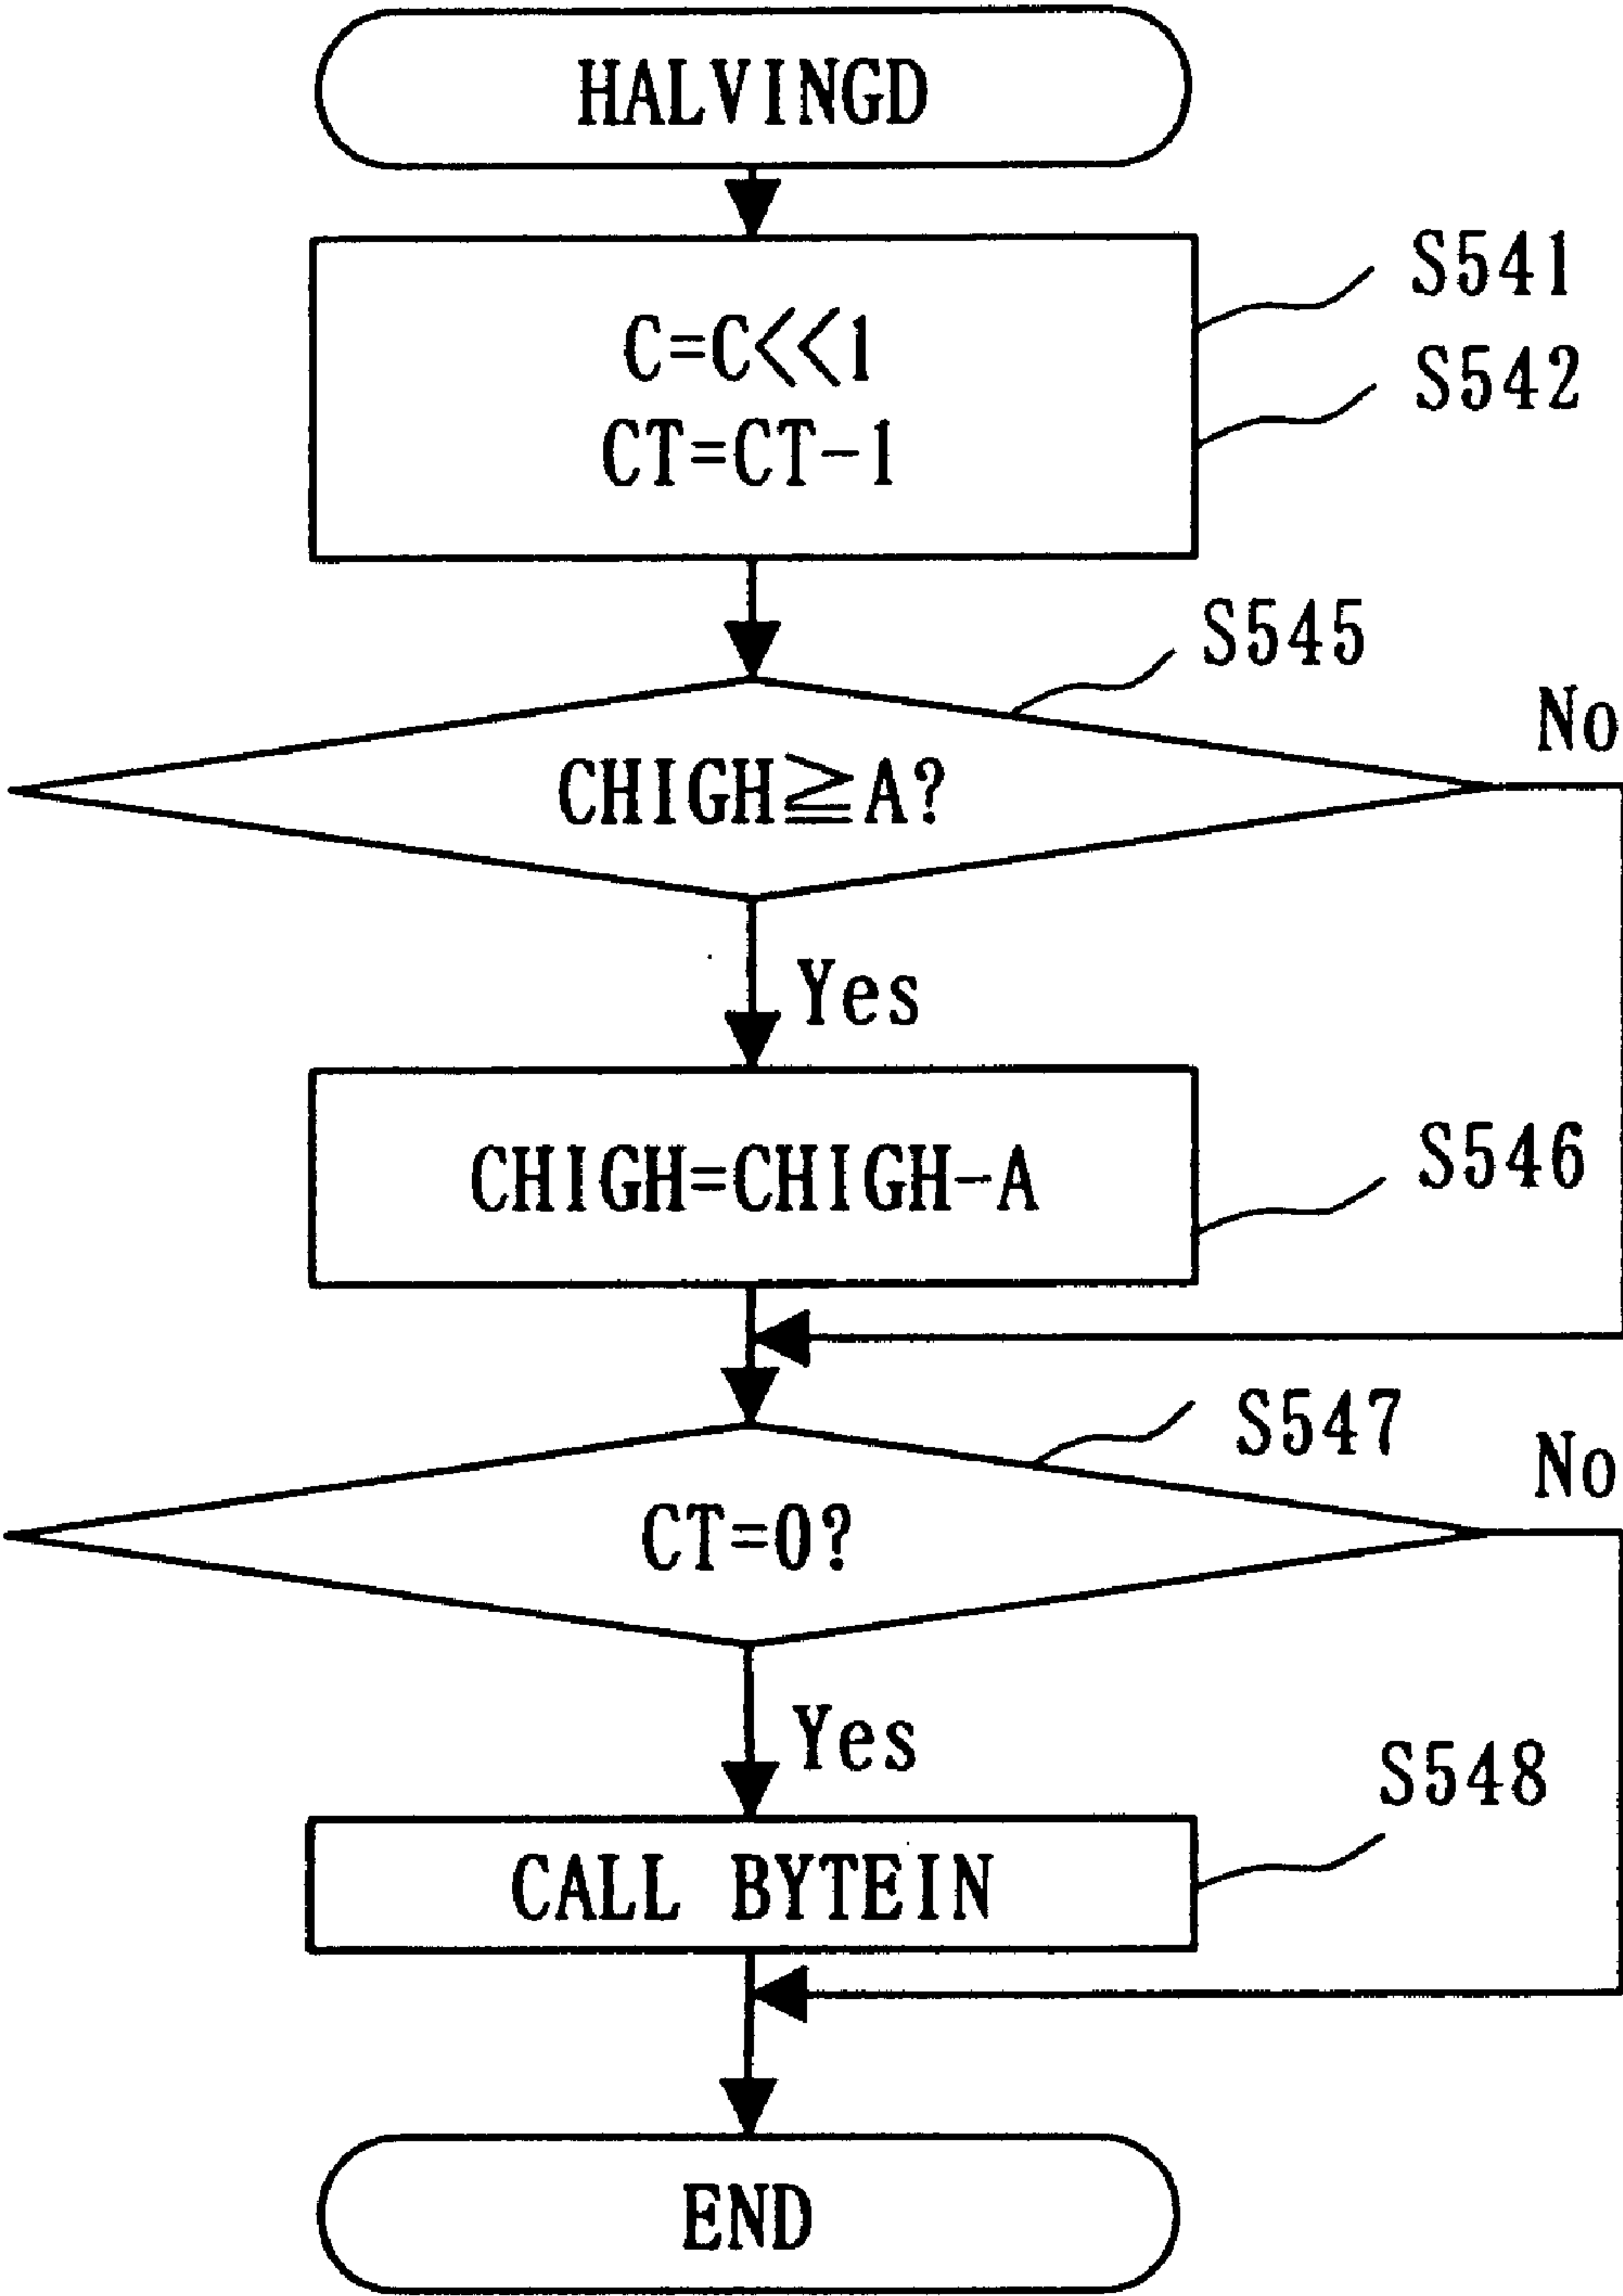 HALVINGD
S541
C=C<<1
S542
CT=CT-1
S545
No
CHIGH≧A?
Yes
CHIGH=CHIGH-A
S546
S547
No
CT=0?
Yes
S548
CALL BYTEIN
END